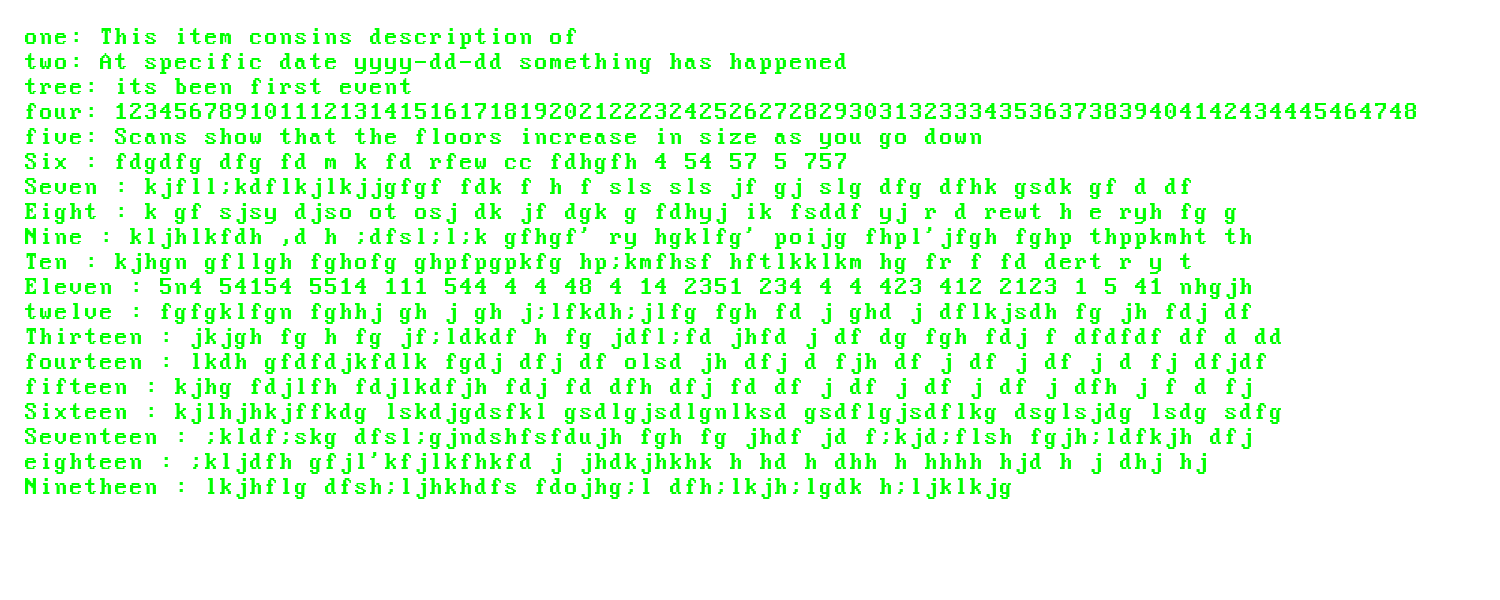 one: This item consins description of
two: At specific date yyyy-dd-dd something has happened
tree: its been first event
four: 123456789101112131415161718192021222324252627282930313233343536373839404142434445464748
five: Scans show that the floors increase in size as you go down
Six : fdgdfg dfg fd m k fd rfew cc fdhgfh 4 54 57 5 757
Seven : kjfll;kdflkjlkjjgfgf fdk f h f sls sls jf gj slg dfg dfhk gsdk gf d df
Eight : k gf sjsy djso ot osj dk jf dgk g fdhyj ik fsddf yj r d rewt h e ryh fg g
Nine : kljhlkfdh ,d h ;dfsl;l;k gfhgf' ry hgklfg' poijg fhpl'jfgh fghp thppkmht th
Ten : kjhgn gfllgh fghofg ghpfpgpkfg hp;kmfhsf hftlkklkm hg fr f fd dert r y t
Eleven : 5n4 54154 5514 111 544 4 4 48 4 14 2351 234 4 4 423 412 2123 1 5 41 nhgjh
twelve : fgfgklfgn fghhj gh j gh j;lfkdh;jlfg fgh fd j ghd j dflkjsdh fg jh fdj df
Thirteen : jkjgh fg h fg jf;ldkdf h fg jdfl;fd jhfd j df dg fgh fdj f dfdfdf df d dd
fourteen : lkdh gfdfdjkfdlk fgdj dfj df olsd jh dfj d fjh df j df j df j d fj dfjdf
fifteen : kjhg fdjlfh fdjlkdfjh fdj fd dfh dfj fd df j df j df j df j dfh j f d fj
Sixteen : kjlhjhkjffkdg lskdjgdsfkl gsdlgjsdlgnlksd gsdflgjsdflkg dsglsjdg lsdg sdfg
Seventeen : ;kldf;skg dfsl;gjndshfsfdujh fgh fg jhdf jd f;kjd;flsh fgjh;ldfkjh dfj
eighteen : ;kljdfh gfjl'kfjlkfhkfd j jhdkjhkhk h hd h dhh h hhhh hjd h j dhj hj
Ninetheen : lkjhflg dfsh;ljhkhdfs fdojhg;l dfh;lkjh;lgdk h;ljklkjg